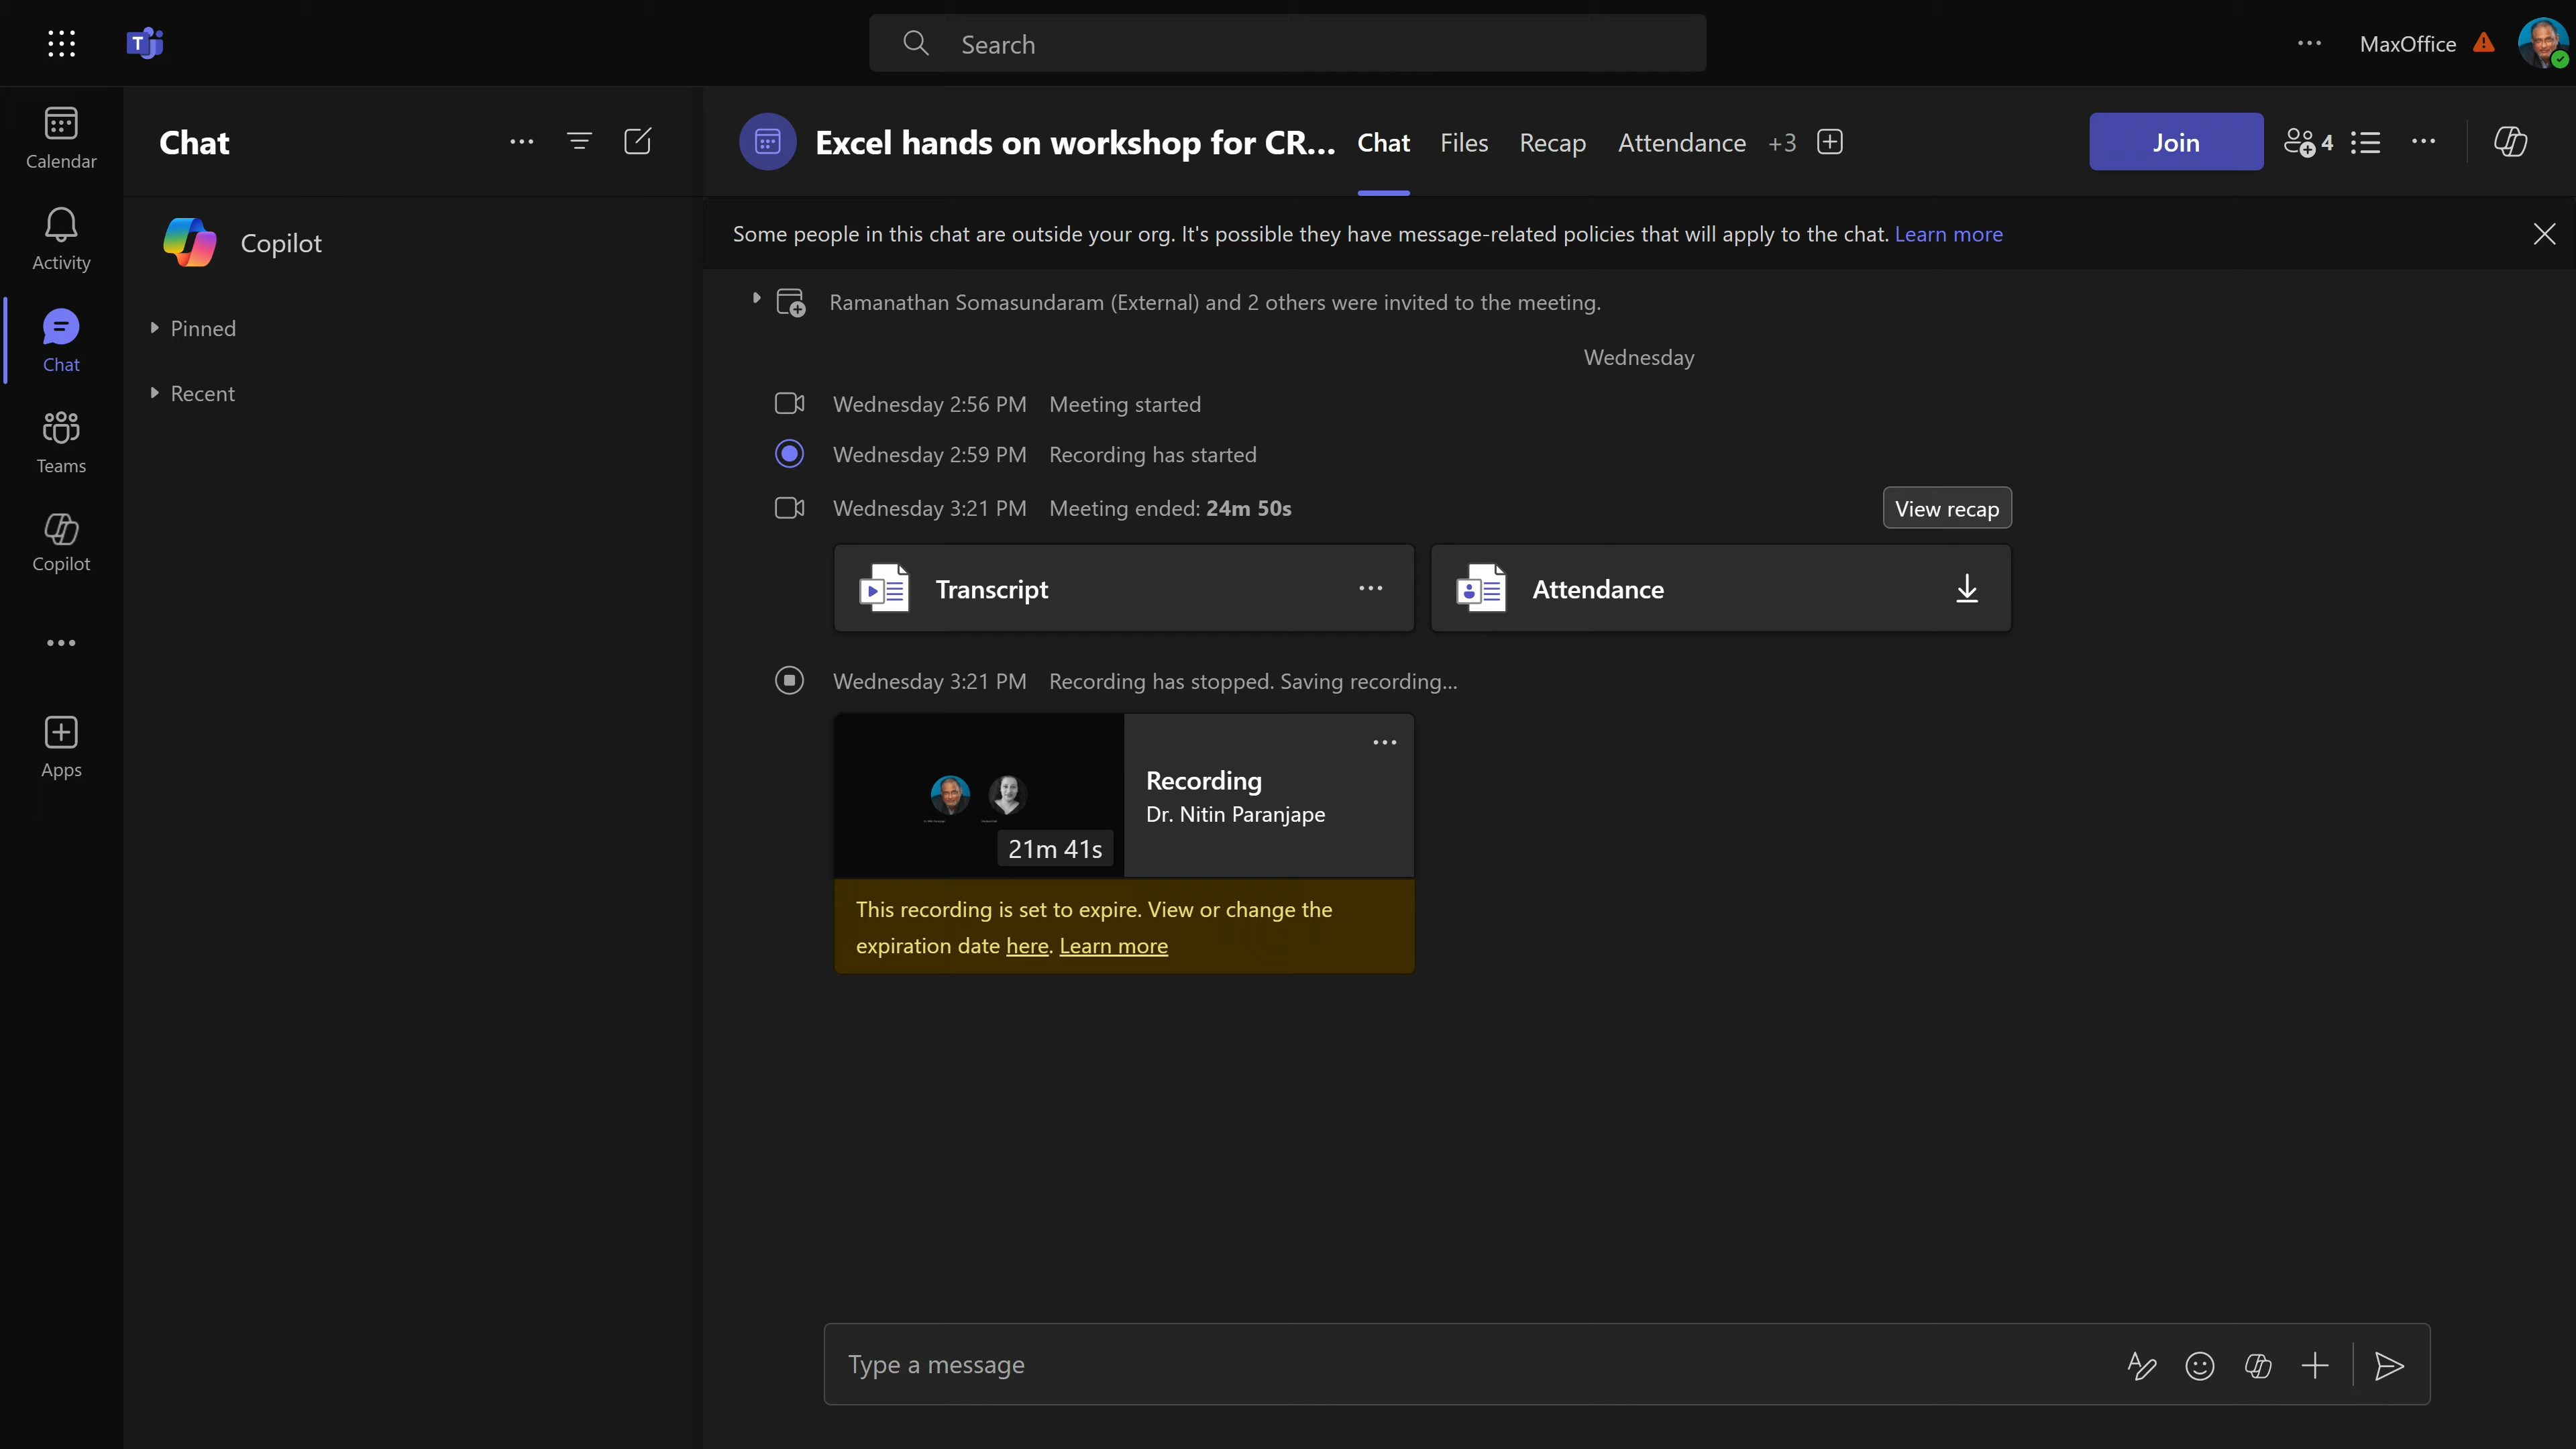 Search
MaxOffice
Calendar
Activity
Chat
Teams
Copilot
Apps
Chat
Copilot
Pinned
Recent
Excel hands on workshop for CR...
Chat
Files
Recap
Attendance
+3
Join
4
Some people in this chat are outside your org. It's possible they have message-related policies that will apply to the chat. Learn more
Ramanathan Somasundaram (External) and 2 others were invited to the meeting.
Wednesday
Wednesday 2:56 PM Meeting started
Wednesday 2:59 PM Recording has started
Wednesday 3:21 PM Meeting ended: 24m 50s
View recap
Transcript
Attendance
Wednesday 3:21 PM Recording has stopped. Saving recording...
21m 41s
Recording
Dr. Nitin Paranjape
This recording is set to expire. View or change the
expiration date here. Learn more
Type a message